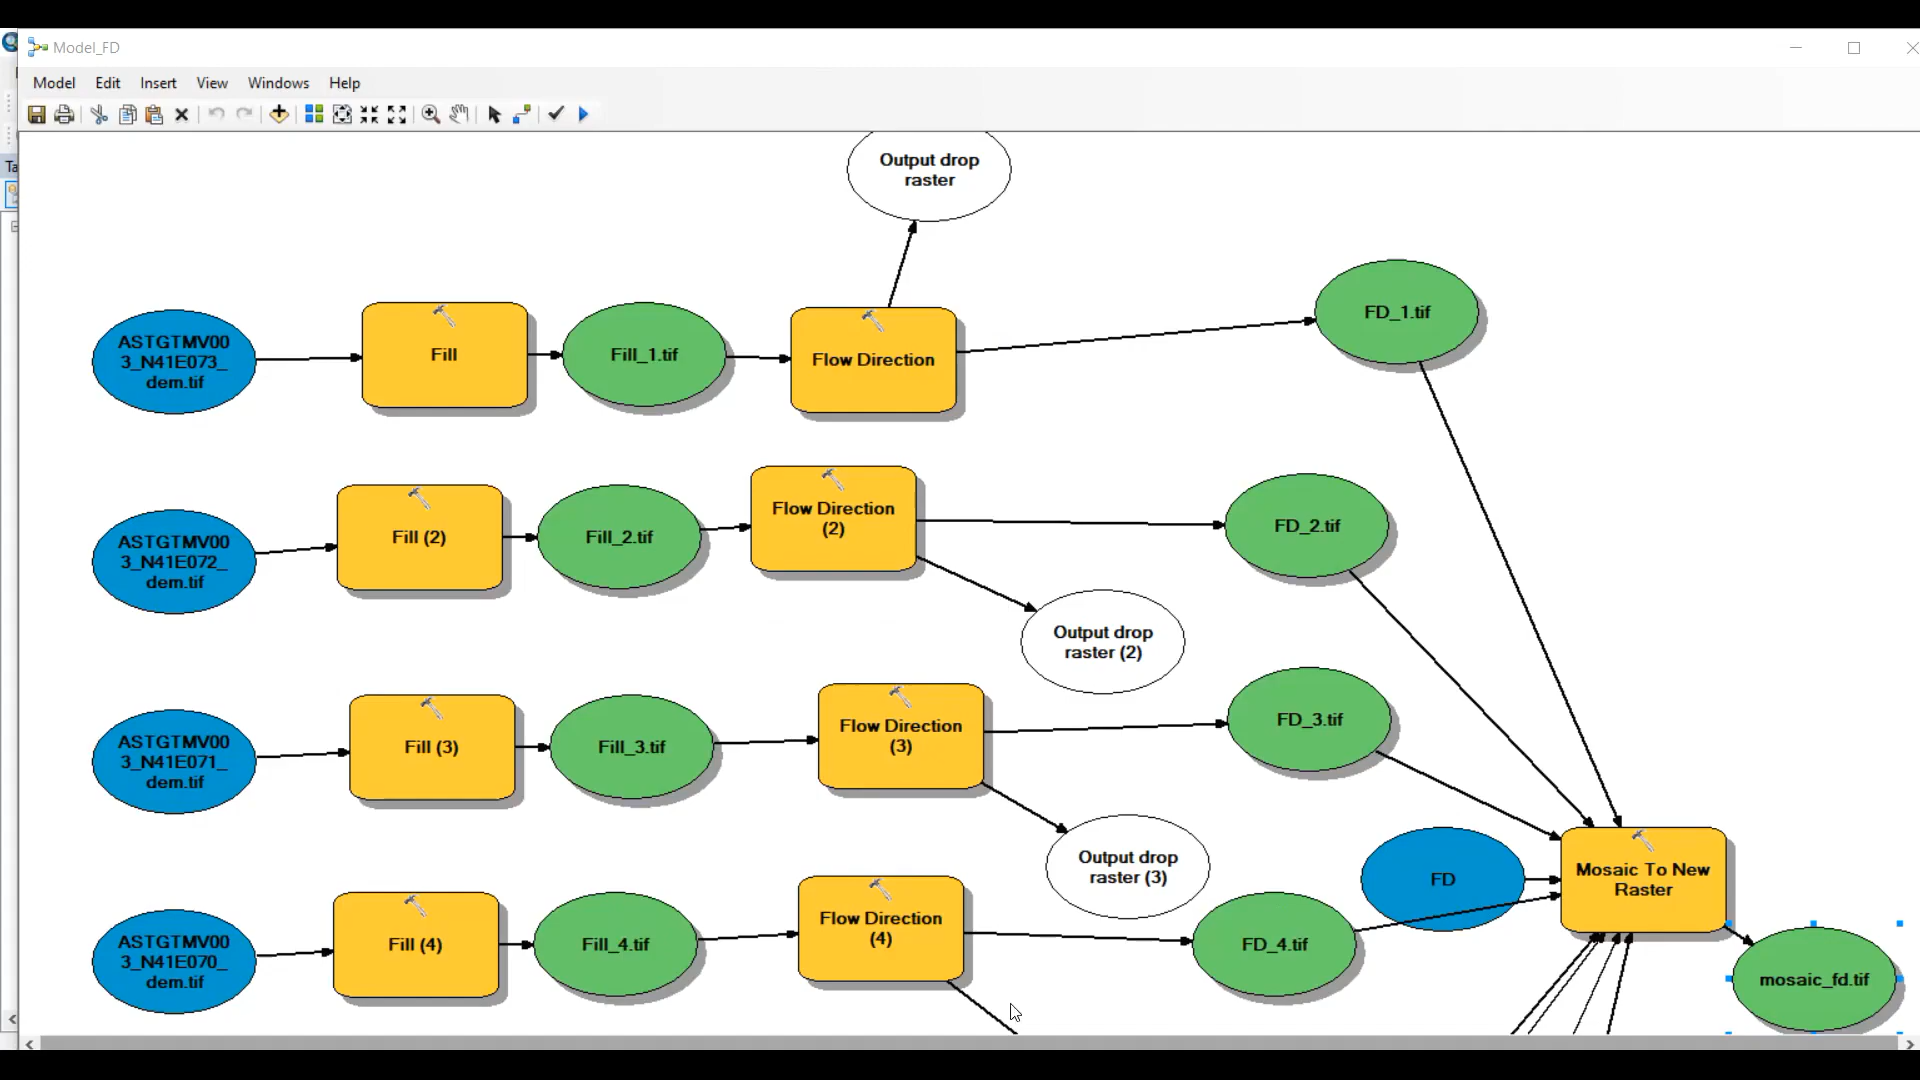 Model_FD
Model Edit Insert View Windows Help
Ta
Output drop
raster
ASTGTMV00
3_N41E073_
dem.tif
Fill
Fill_1.tif
Flow Direction
FD_1.tif
ASTGTMV00
3_N41E072_
dem.tif
Fill (2)
Fill_2.tif
Flow Direction
(2)
FD_2.tif
Output drop
raster (2)
ASTGTMV00
3_N41E071_
dem.tif
Fill (3)
Fill_3.tif
Flow Direction
(3)
FD_3.tif
Output drop
raster (3)
FD
Mosaic To New
Raster
ASTGTMV00
3_N41E070_
dem.tif
Fill (4)
Fill_4.tif
Flow Direction
(4)
FD_4.tif
mosaic_fd.tif